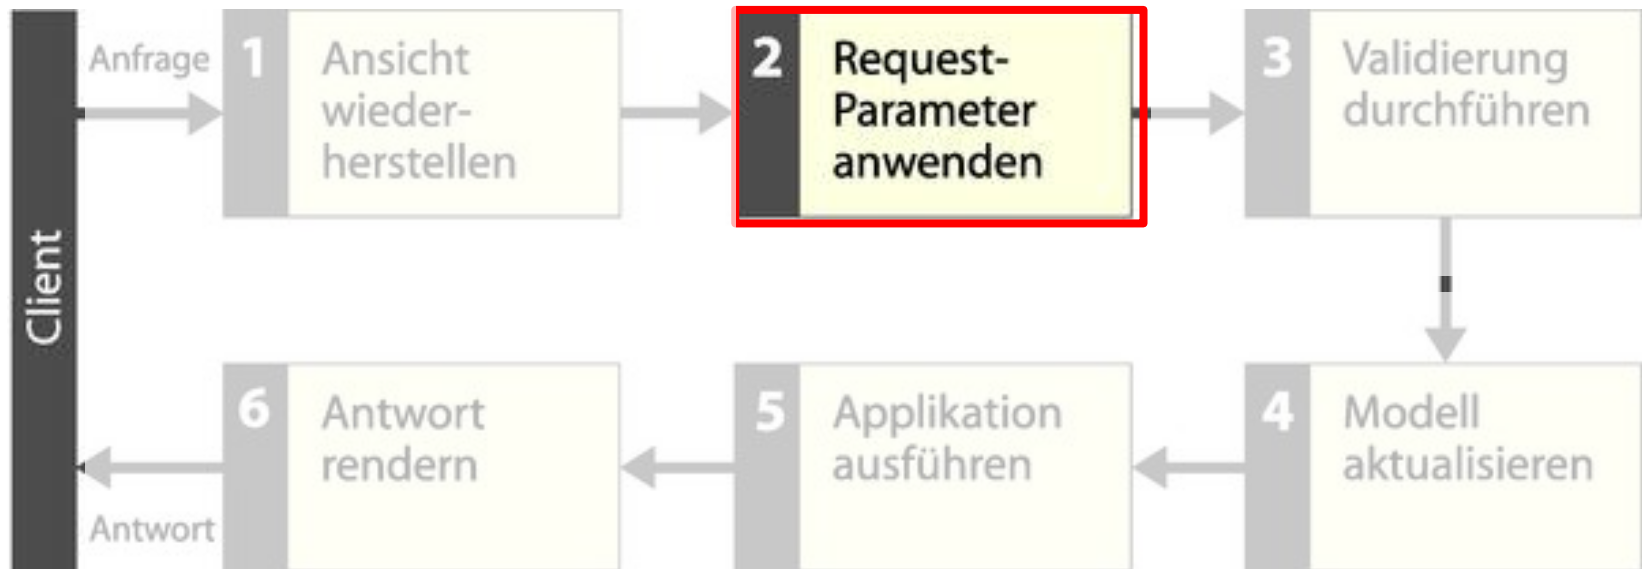 Client
Anfrage
1
Ansicht
wieder-
herstellen
2
Request-
Parameter
anwenden
3
Validierung
durchführen
4
Modell
aktualisieren
5
Applikation
ausführen
6
Antwort
rendern
Antwort